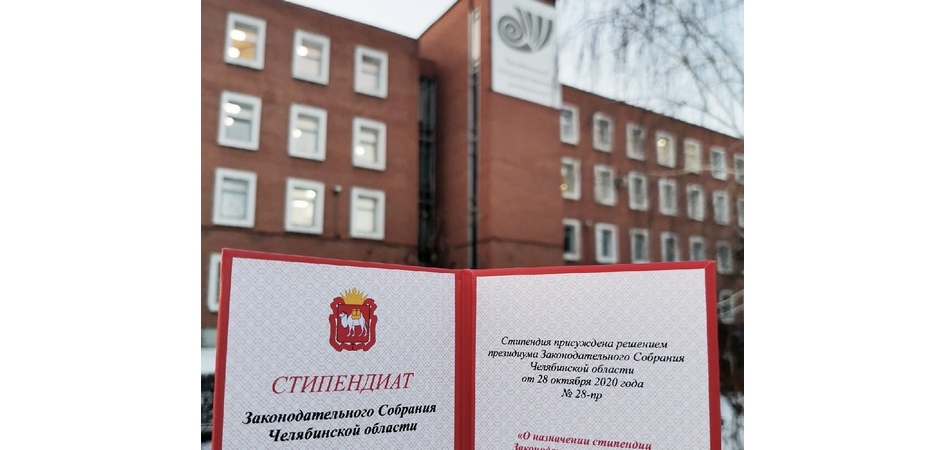 СТИПЕНДИАТ
Законодательного Собрания
Челябинской области
Стипендия присуждена решением
президиума Законодательного Собрания
Челябинской области
от 28 октября 2020 года
№ 28-пр
«О назначении стипендии